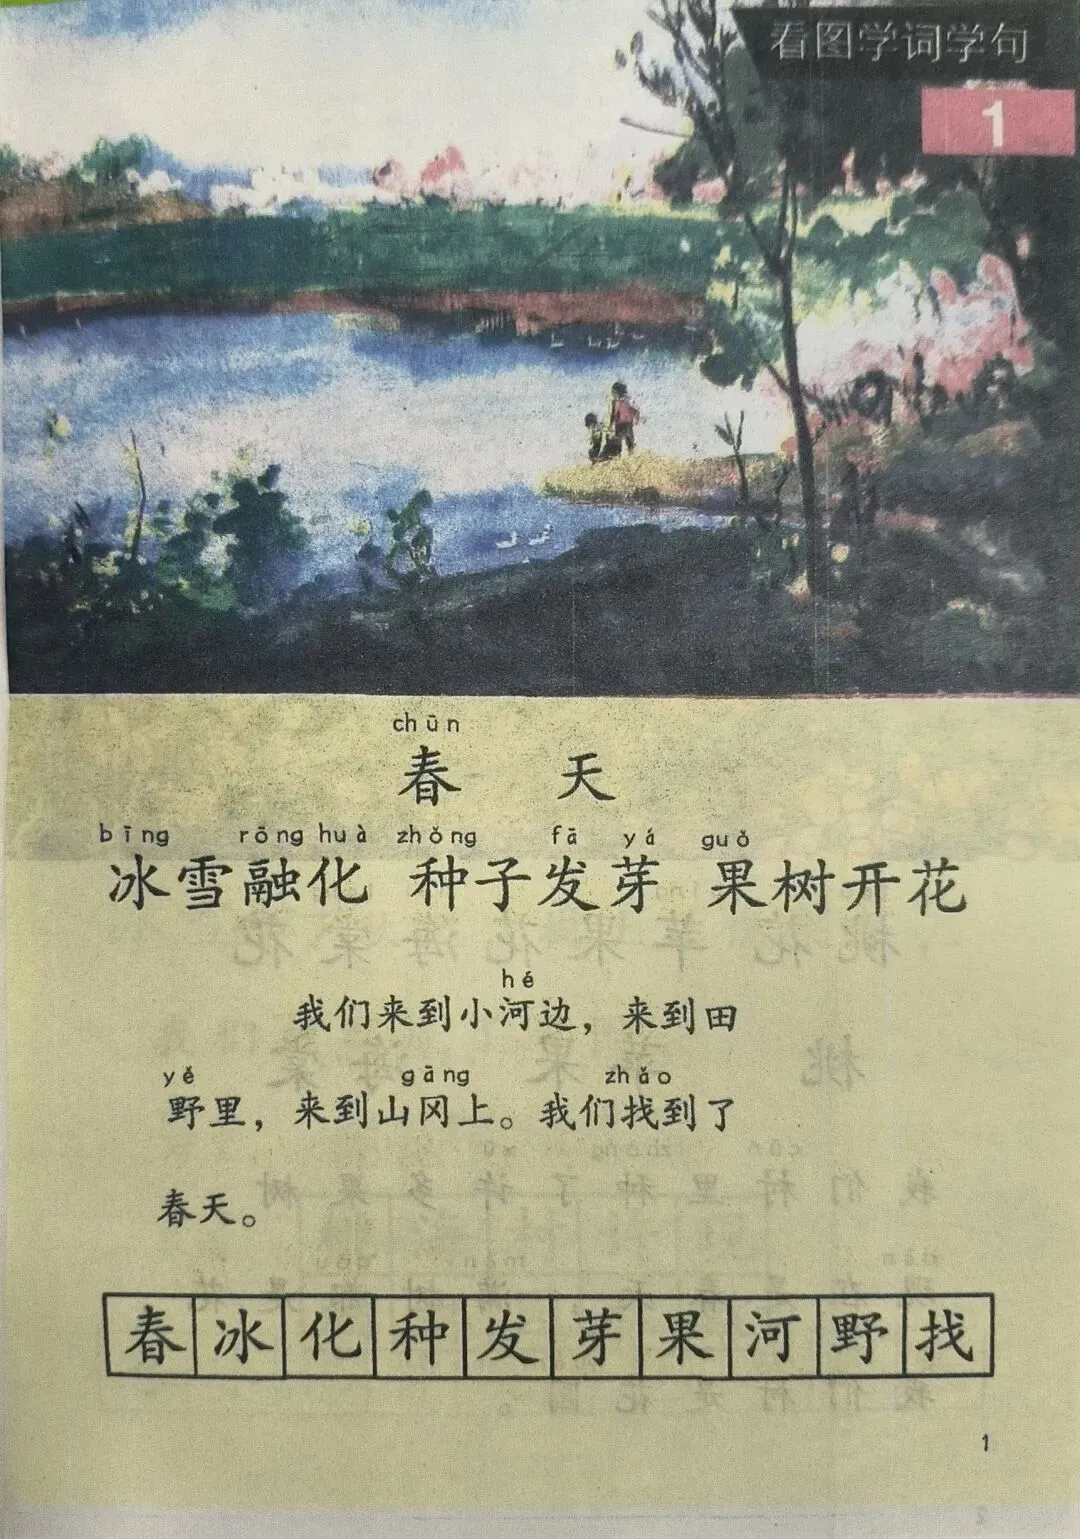 看图学词学句
1
chūn
春 天
bīng róng huà zhǒng fā yá guǒ
冰雪融化 种子发芽 果树开花
hé
我们来到小河边，来到田
yě gāng zhǎo
野里，来到山冈上。我们找到了
春天。
春 冰 化 种 发 芽 果 河 野 找
1